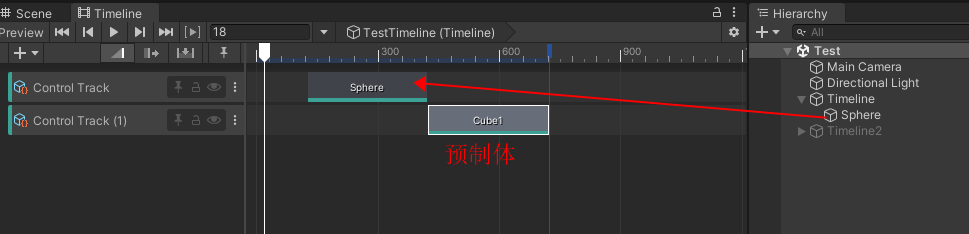 Scene
Timeline
Hierarchy
Preview
18
TestTimeline (Timeline)
All
300
600
900
Control Track
Sphere
Control Track (1)
Cube1
预制体
Test
Main Camera
Directional Light
Timeline
Sphere
Timeline2